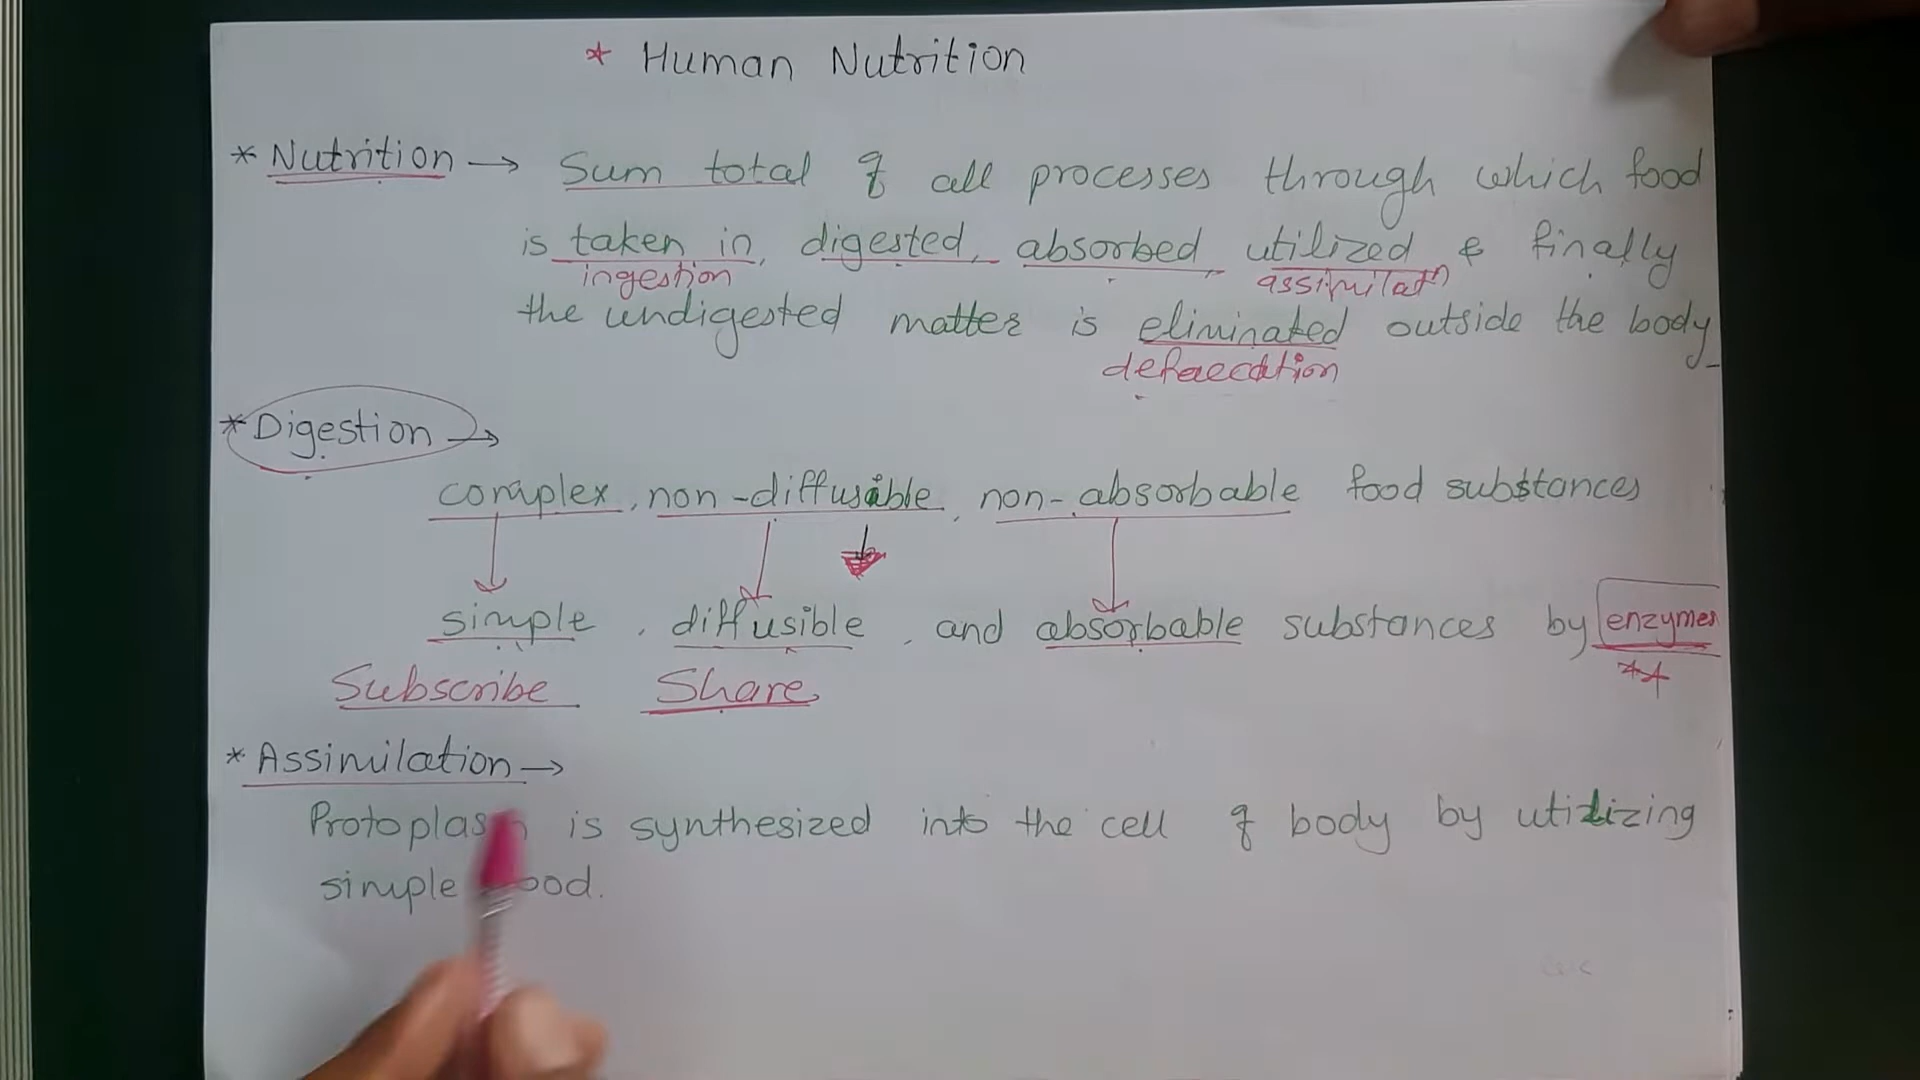 * Human Nutrition
* Nutrition → Sum total of all processes through which food
is taken in, digested, absorbed, utilized & finally
ingestion assimilatn
the undigested matter is eliminated outside the body
defaecation
* Digestion →
complex, non-diffusible, non-absorbable food substances
simple, diffusible, and absorbable substances by enzymes
**
Subscribe Share
* Assimilation →
Protoplasm is synthesized into the cell of body by utilizing
simple food.